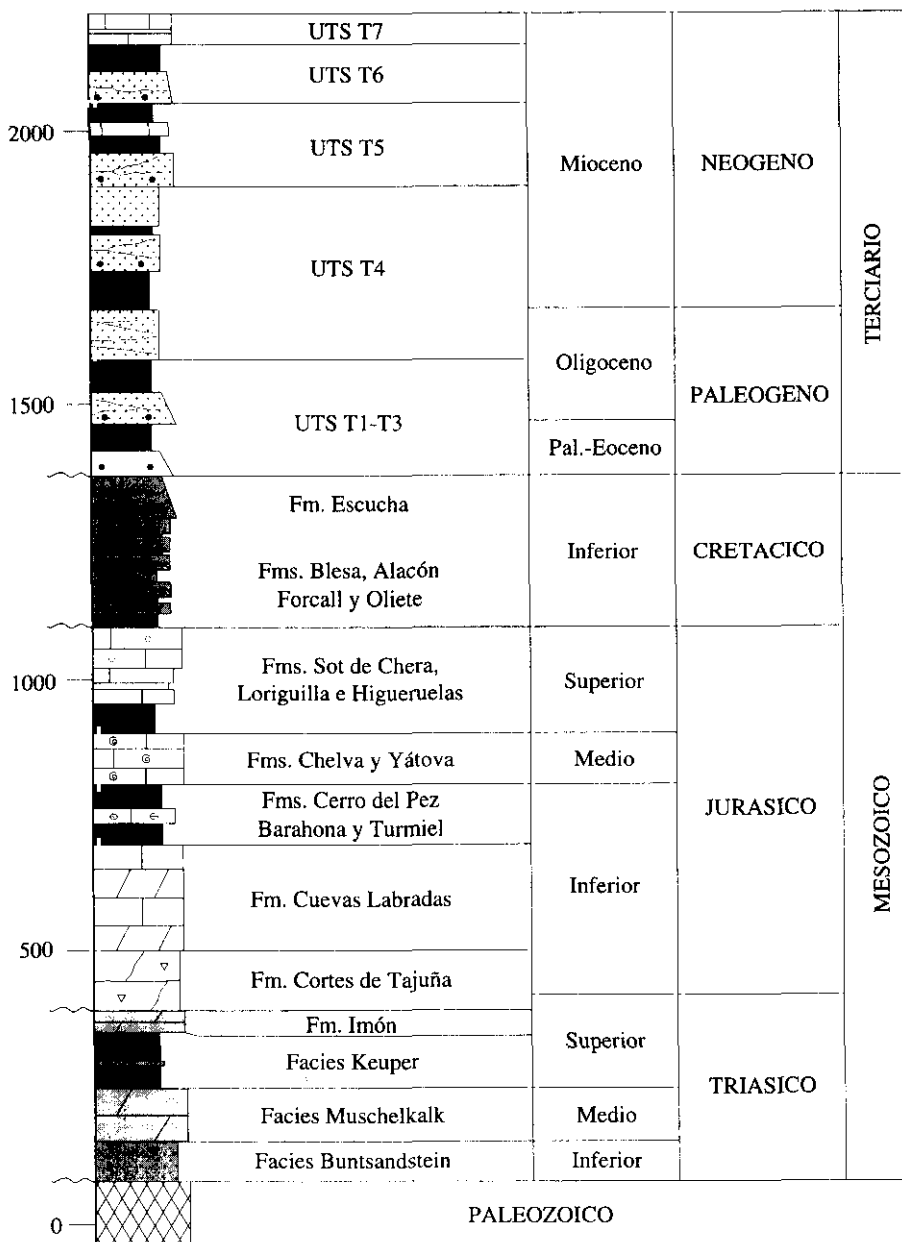 UTS T7
UTS T6
2000
UTS T5
Mioceno
NEOGENO
UTS T4
TERCIARIO
Oligoceno
1500
UTS T1-T3
PALEOGENO
Pal.-Eoceno
Fm. Escucha
Inferior
CRETACICO
Fms. Blesa, Alacón
Forcall y Oliete
1000
Fms. Sot de Chera,
Loriguilla e Higueruelas
Superior
Fms. Chelva y Yátova
Medio
Fms. Cerro del Pez
Barahona y Turmiel
JURASICO
MESOZOICO
Fm. Cuevas Labradas
Inferior
500
Fm. Cortes de Tajuña
Fm. Imón
Superior
Facies Keuper
TRIASICO
Facies Muschelkalk
Medio
Facies Buntsandstein
Inferior
0
PALEOZOICO